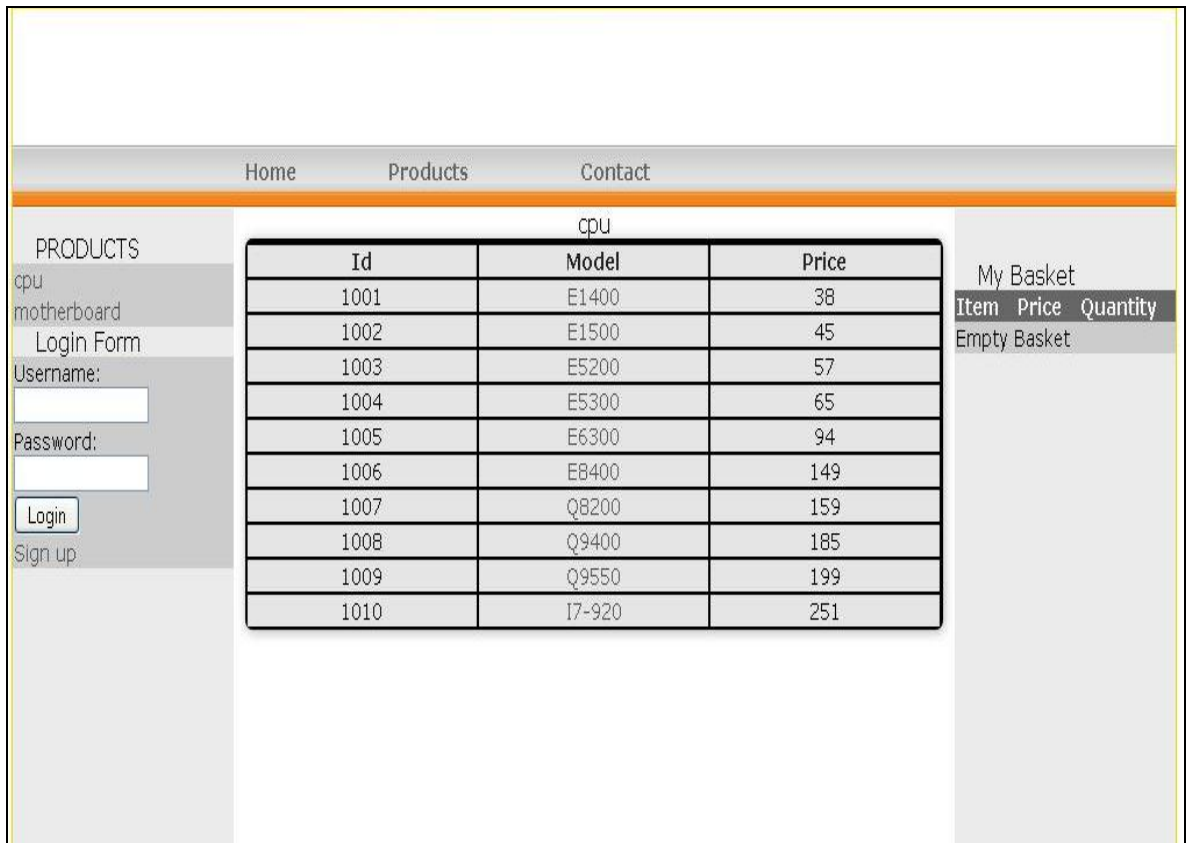 Home Products Contact
PRODUCTS
cpu
motherboard
Login Form
Username:
Password:
Login
Sign up
cpu
Id Model Price
1001 E1400 38
1002 E1500 45
1003 E5200 57
1004 E5300 65
1005 E6300 94
1006 E8400 149
1007 Q8200 159
1008 Q9400 185
1009 Q9550 199
1010 I7-920 251
My Basket
Item Price Quantity
Empty Basket